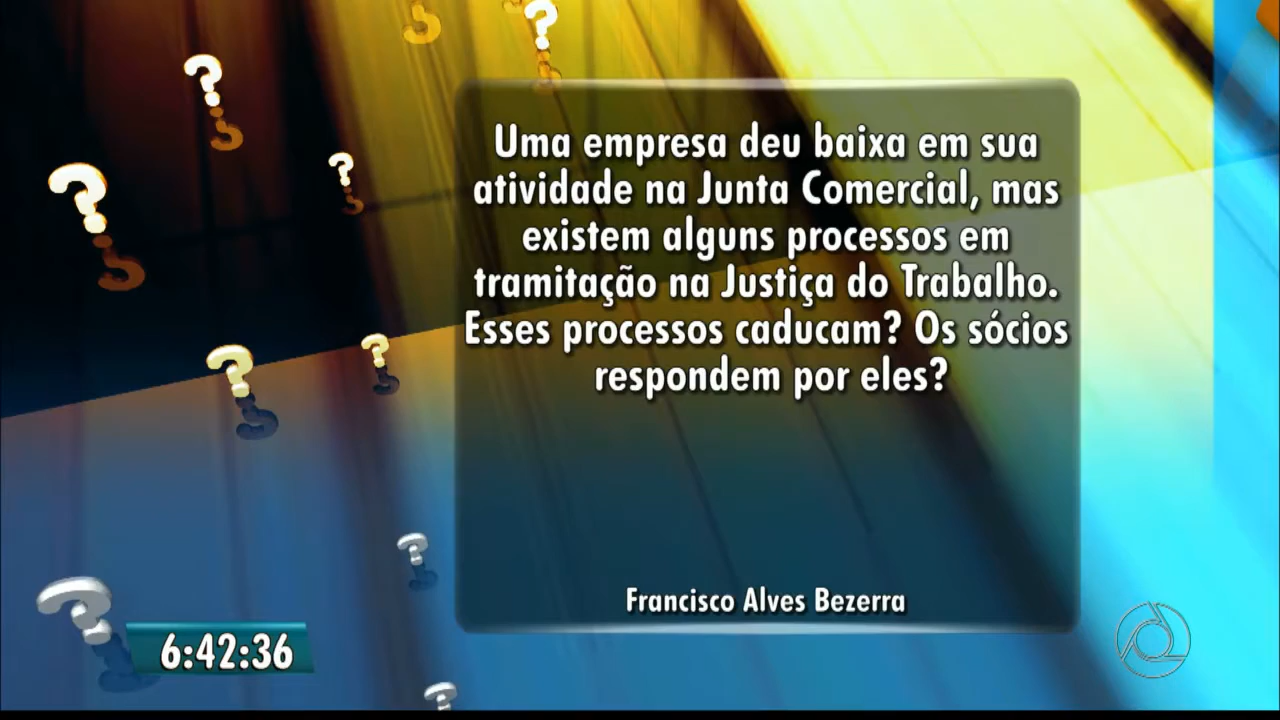 Uma empresa deu baixa em sua
atividade na Junta Comercial, mas
existem alguns processos em
tramitação na Justiça do Trabalho.
Esses processos caducam? Os sócios
respondem por eles?
Francisco Alves Bezerra
6:42:36